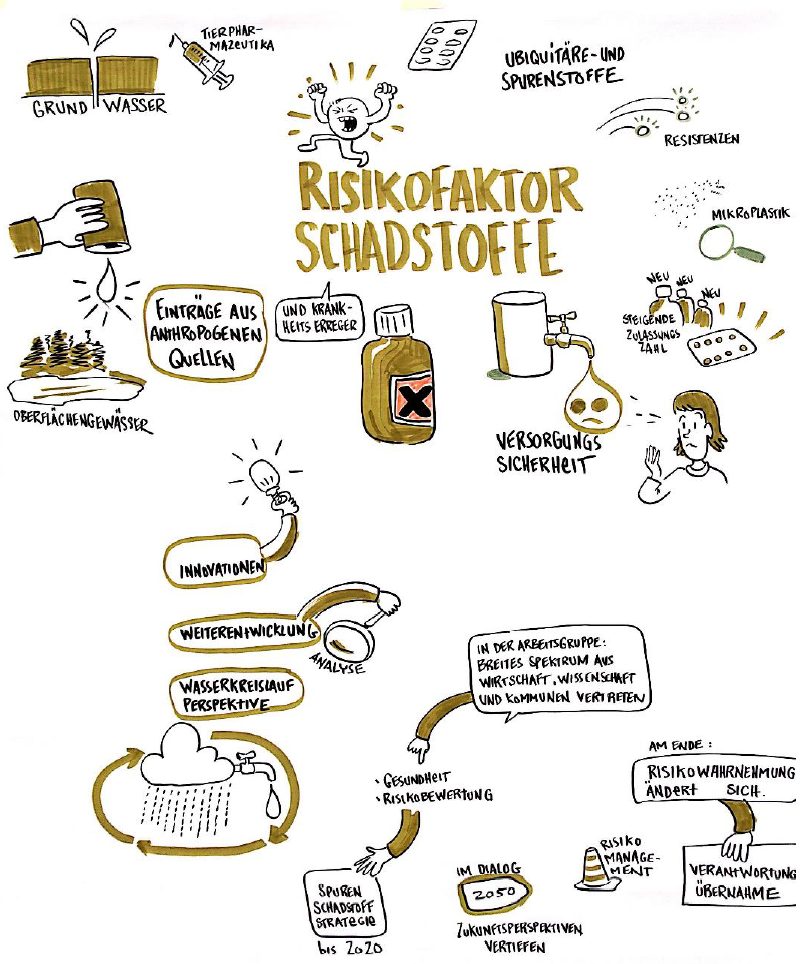 TIERPHAR-
MAZEUTIKA
GRUND WASSER
UBIQUITÄRE- UND
SPURENSTOFFE
RESISTENZEN
RISIKOFAKTOR
SCHADSTOFFE
MIKROPLASTIK
NEU NEU NEU
STEIGENDE
ZULASSUNGS
ZAHL
EINTRÄGE AUS
ANTHROPOGENEN
QUELLEN
UND KRANK-
HEITS ERREGER
OBERFLÄCHENGEWÄSSER
VERSORGUNGS
SICHERHEIT
INNOVATIONEN
WEITERENTWICKLUNG
ANALYSE
WASSERKREISLAUF
PERSPEKTIVE
IN DER ARBEITSGRUPPE:
BREITES SPEKTRUM AUS
WIRTSCHAFT, WISSENSCHAFT
UND KOMMUNEN VERTRETEN
• GESUNDHEIT
• RISIKOBEWERTUNG
SPUREN
SCHADSTOFF
STRATEGIE
bis 2020
IM DIALOG
2050
ZUKUNFTSPERSPEKTIVEN
VERTIEFEN
RISIKO
MANAGE-
MENT
AM ENDE:
RISIKOWAHRNEHMUNG
ÄNDERT SICH.
VERANTWORTUNG
ÜBERNAHME